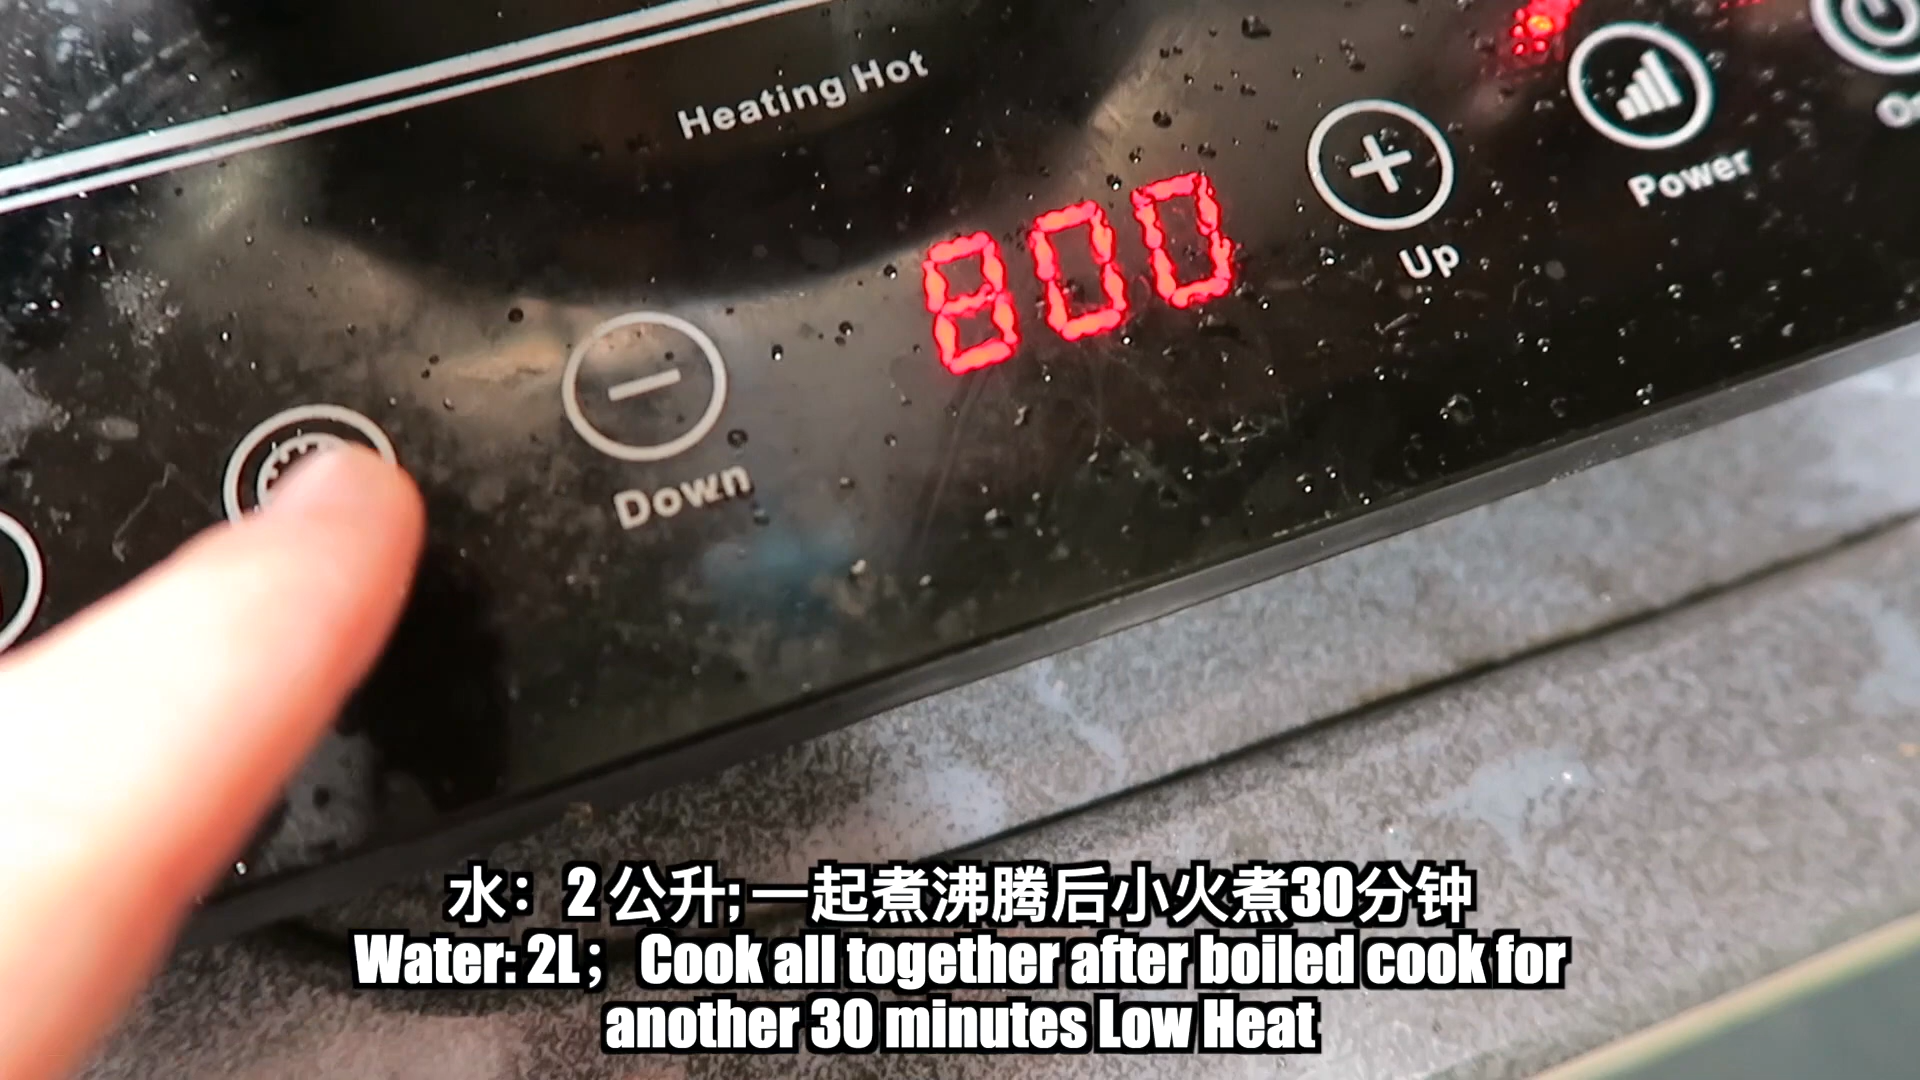 Heating Hot
800
Up
Power
Down
水：2 公升; 一起煮沸腾后小火煮30分钟
Water: 2L； Cook all together after boiled cook for
another 30 minutes Low Heat